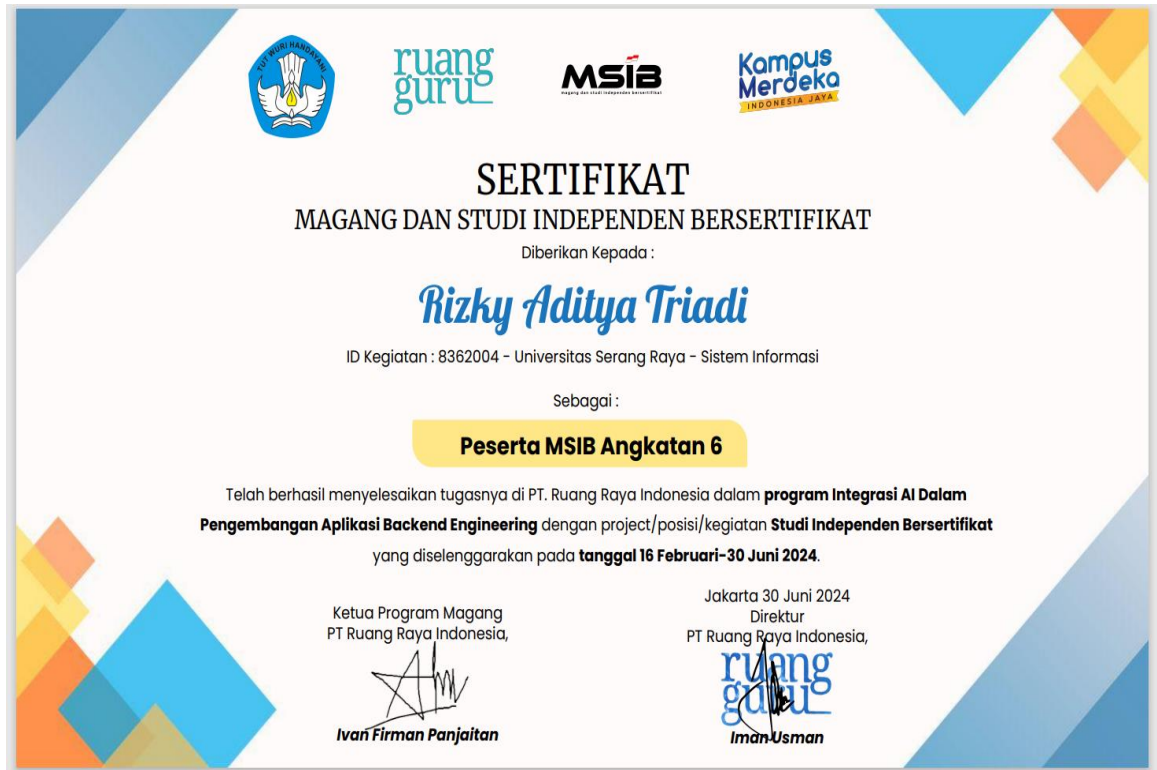 TUT WURI HANDAYANI
ruang
guru
MSIB
magang dan studi independen bersertifikat
Kampus
Merdeka
INDONESIA JAYA
SERTIFIKAT
MAGANG DAN STUDI INDEPENDEN BERSERTIFIKAT
Diberikan Kepada :
Rizky Aditya Triadi
ID Kegiatan : 8362004 - Universitas Serang Raya - Sistem Informasi
Sebagai :
Peserta MSIB Angkatan 6
Telah berhasil menyelesaikan tugasnya di PT. Ruang Raya Indonesia dalam program Integrasi AI Dalam
Pengembangan Aplikasi Backend Engineering dengan project/posisi/kegiatan Studi Independen Bersertifikat
yang diselenggarakan pada tanggal 16 Februari-30 Juni 2024.
Ketua Program Magang
PT Ruang Raya Indonesia,
Ivan Firman Panjaitan
Jakarta 30 Juni 2024
Direktur
PT Ruang Raya Indonesia,
ruang
guru
Iman Usman